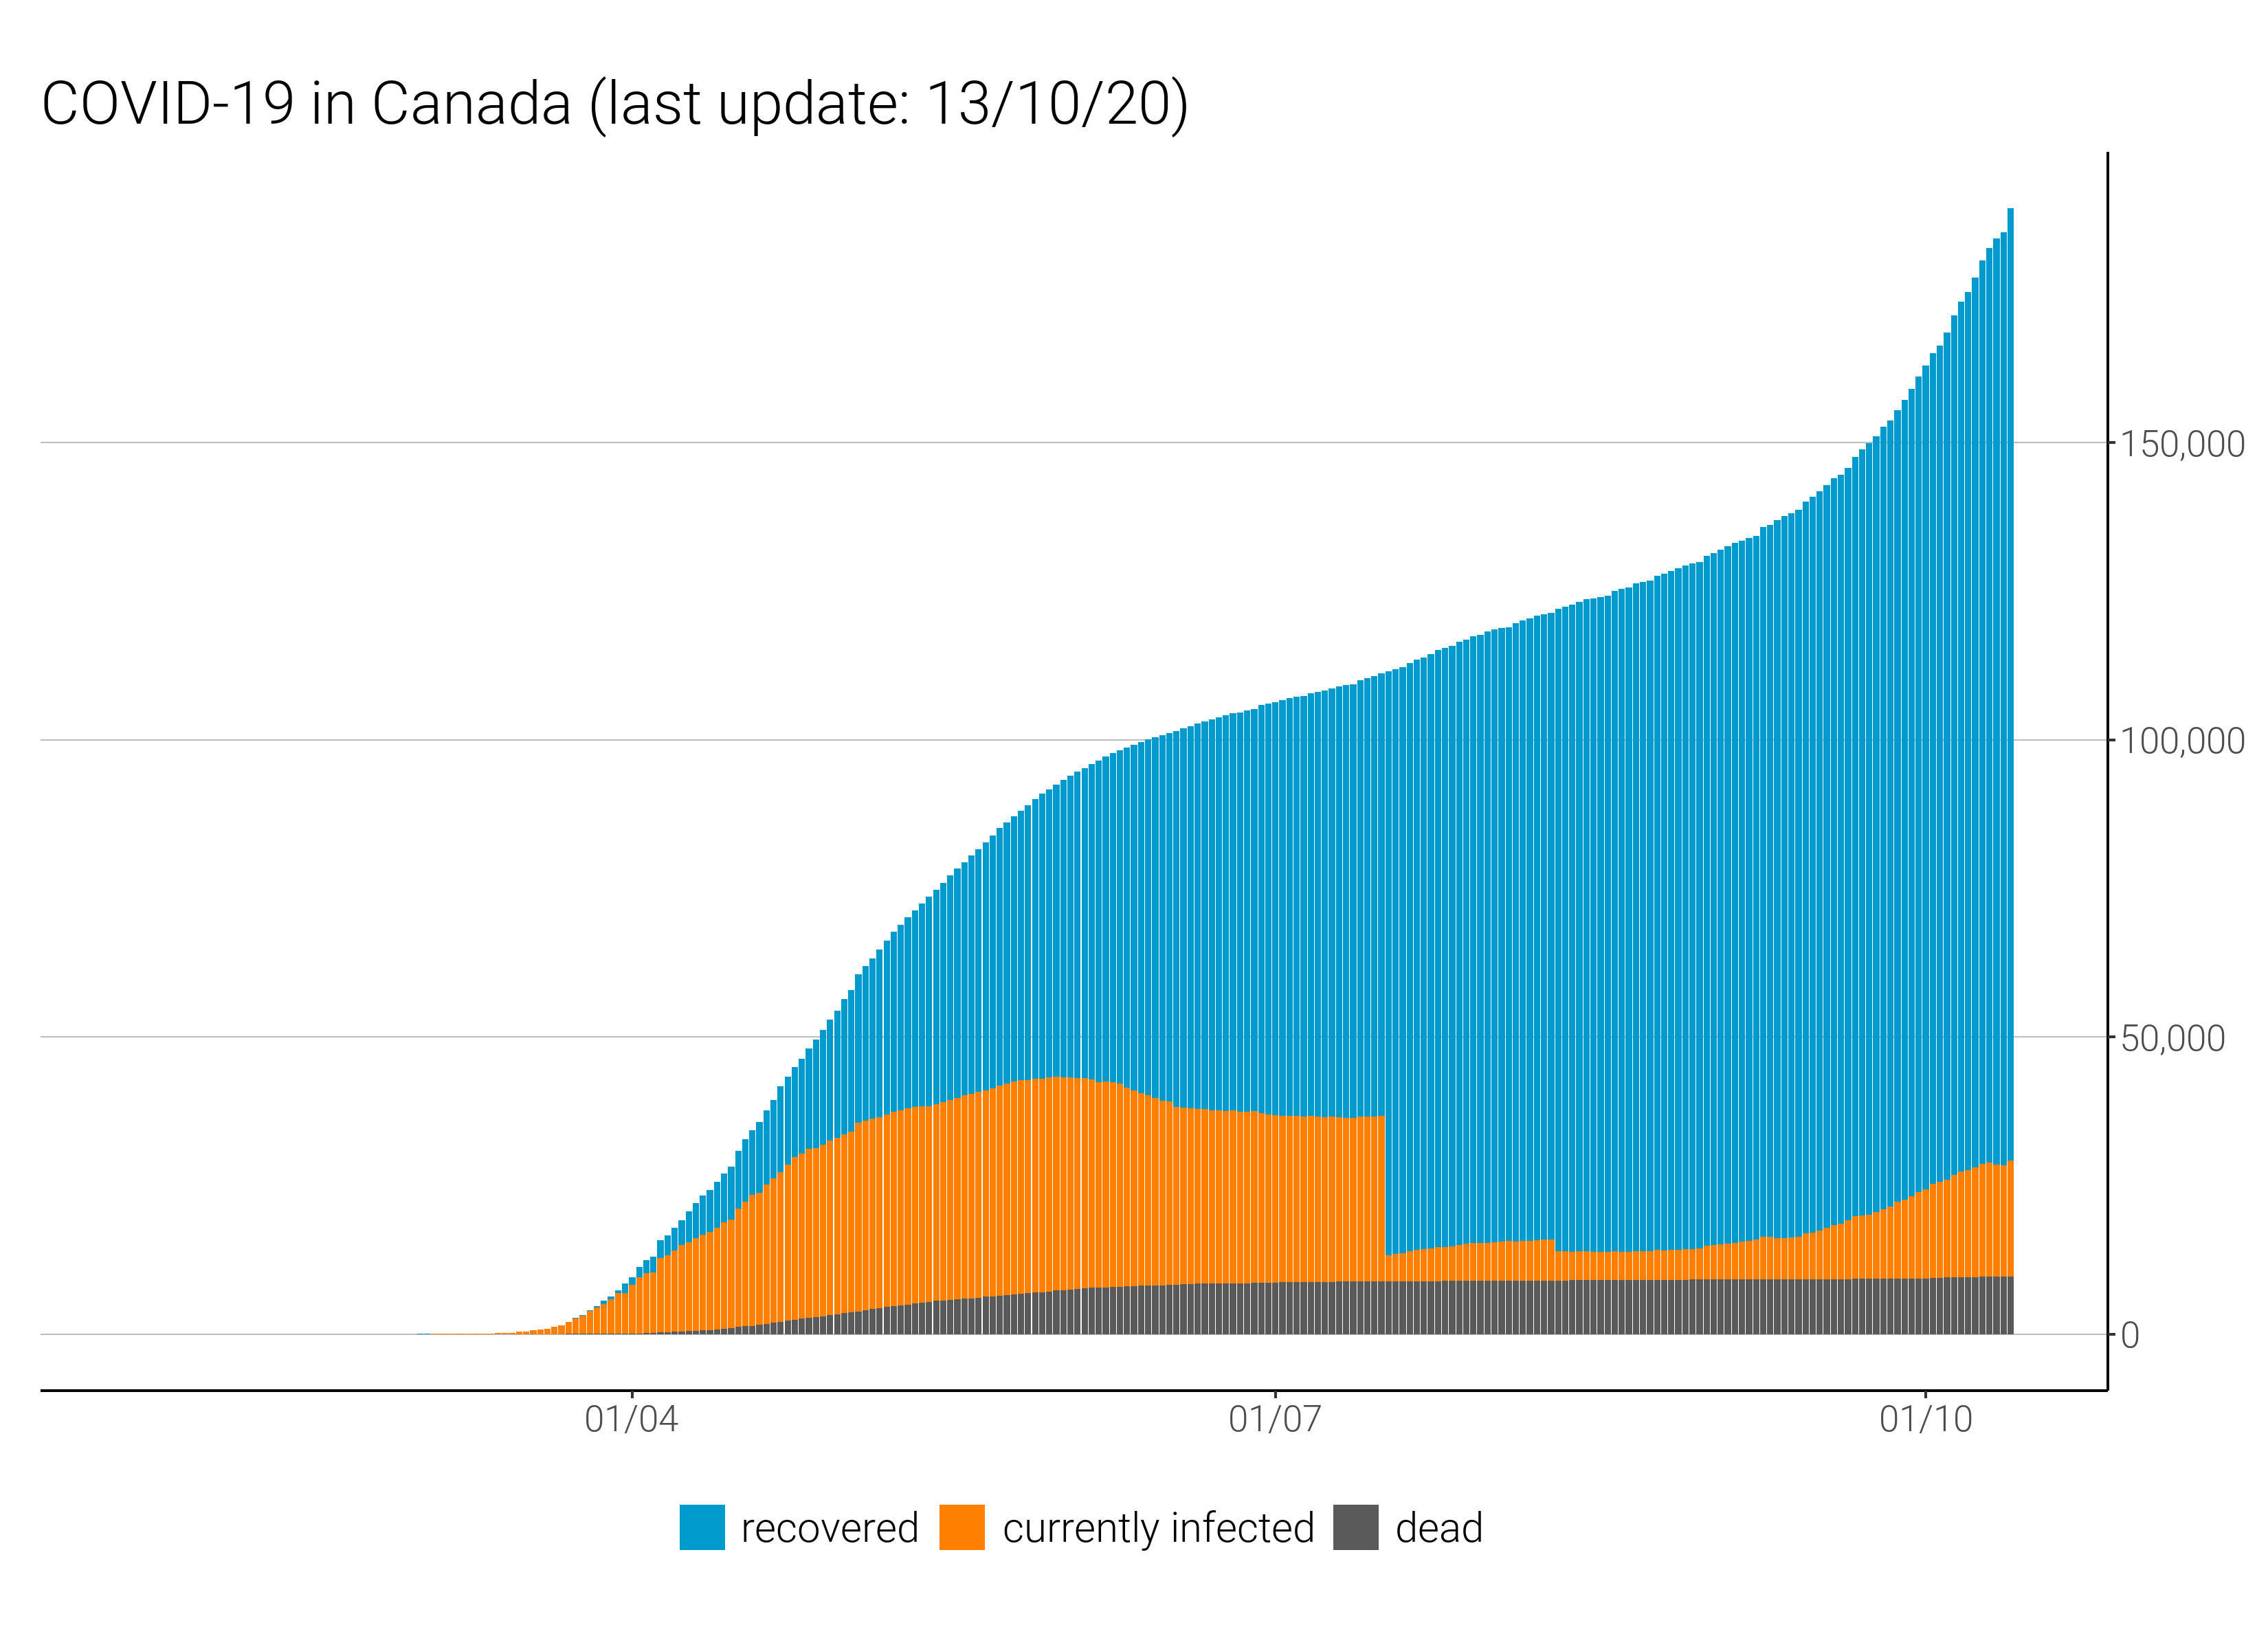 COVID-19 in Canada (last update: 13/10/20)
150,000
100,000
50,000
0
01/04 01/07 01/10
recovered currently infected dead